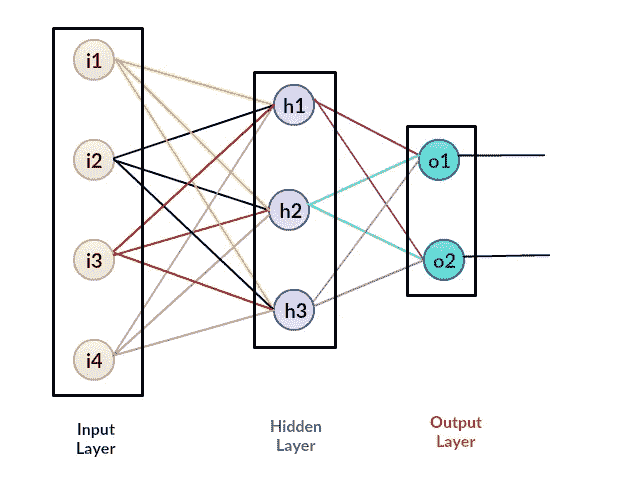 i1
i2
i3
i4
h1
h2
h3
o1
o2
Input
Layer
Hidden
Layer
Output
Layer